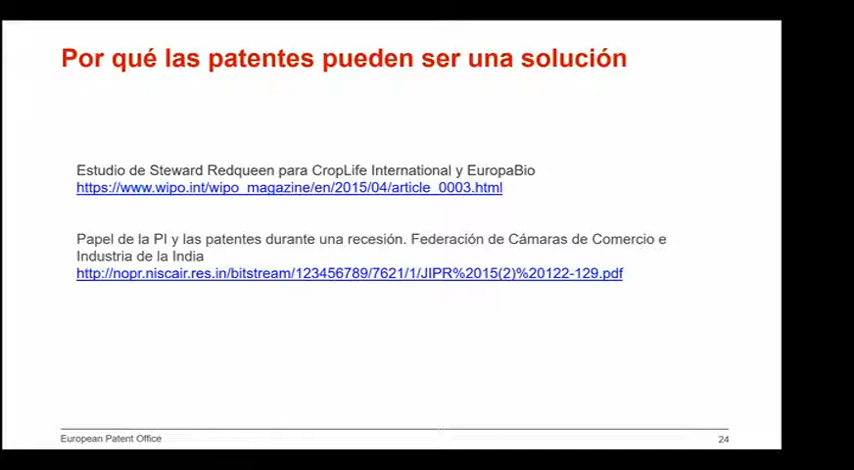 Por qué las patentes pueden ser una solución
Estudio de Steward Redqueen para CropLife International y EuropaBio
https://www.wipo.int/wipo_magazine/en/2015/04/article_0003.html
Papel de la PI y las patentes durante una recesión. Federación de Cámaras de Comercio e
Industria de la India
http://nopr.niscair.res.in/bitstream/123456789/7621/1/JIPR%2015(2)%20122-129.pdf
European Patent Office
24